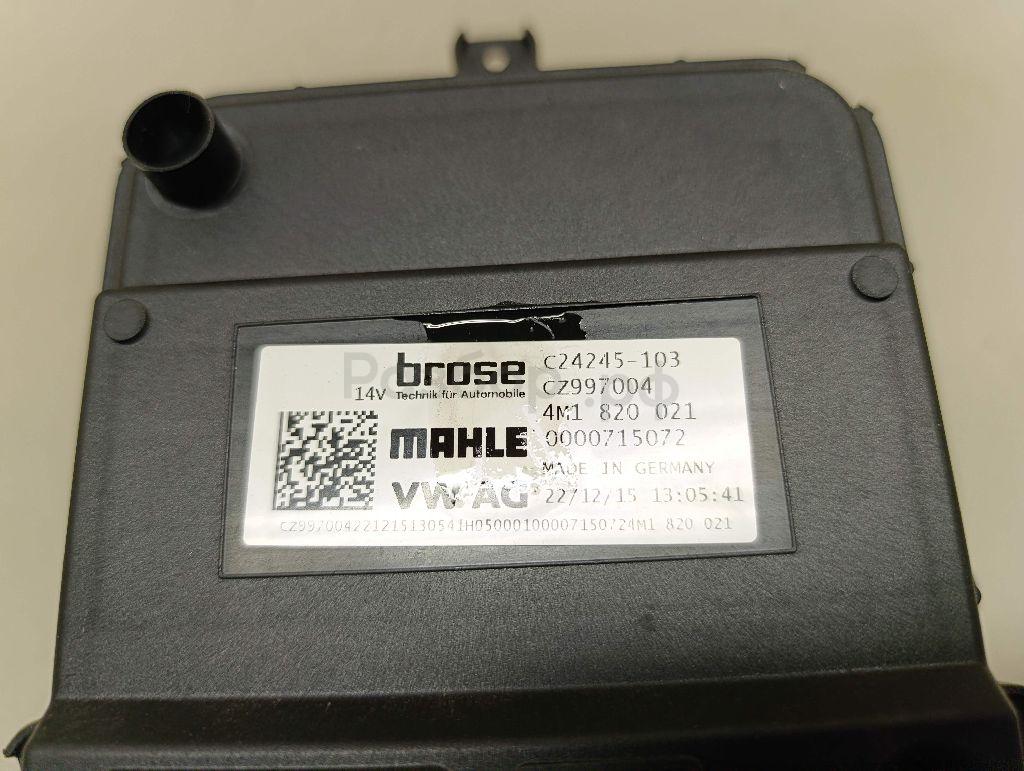 14V brose
Technik für Automobile
C24245-103
CZ997004
4M1 820 021
MAHLE
0000715072
MADE IN GERMANY
VW AG
22/12/15 13:05:41
CZ997004221215130541H05000100007150724M1 820 021